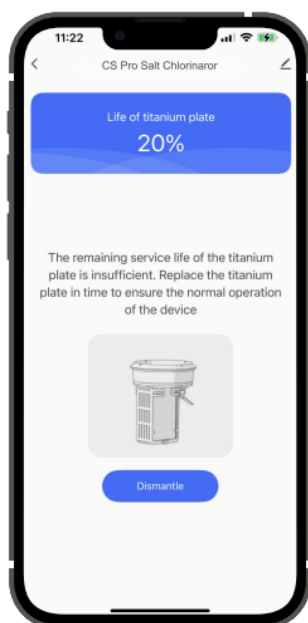 11:22
CS Pro Salt Chlorinaror
Life of titanium plate
20%
The remaining service life of the titanium
plate is insufficient. Replace the titanium
plate in time to ensure the normal operation
of the device
Dismantle